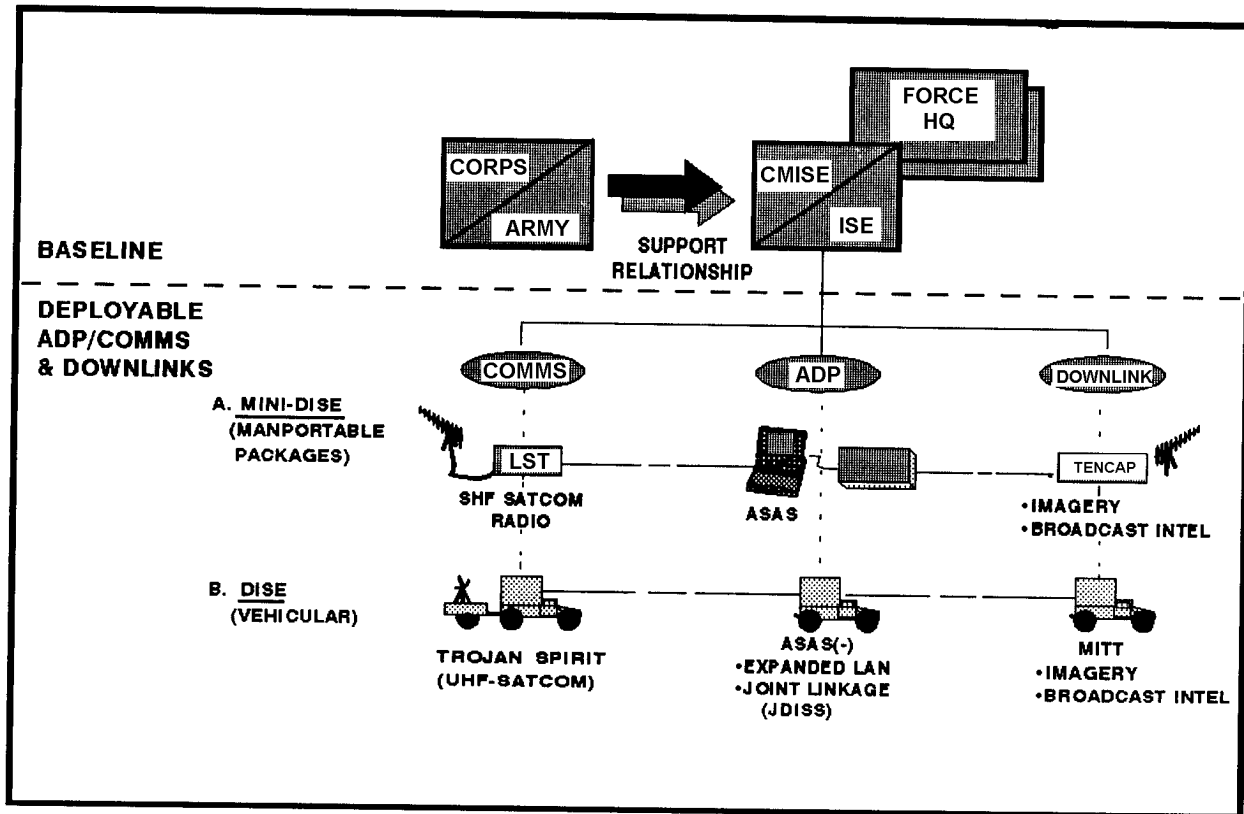 FORCE
HQ
CORPS
ARMY
CMISE
ISE
SUPPORT
RELATIONSHIP
BASELINE
DEPLOYABLE
ADP/COMMS
& DOWNLINKS
COMMS
ADP
DOWNLINK
A. MINI-DISE
(MANPORTABLE
PACKAGES)
LST
SHF SATCOM
RADIO
ASAS
TENCAP
•IMAGERY
•BROADCAST INTEL
B. DISE
(VEHICULAR)
TROJAN SPIRIT
(UHF-SATCOM)
ASAS(-)
•EXPANDED LAN
•JOINT LINKAGE
(JDISS)
MITT
•IMAGERY
•BROADCAST INTEL